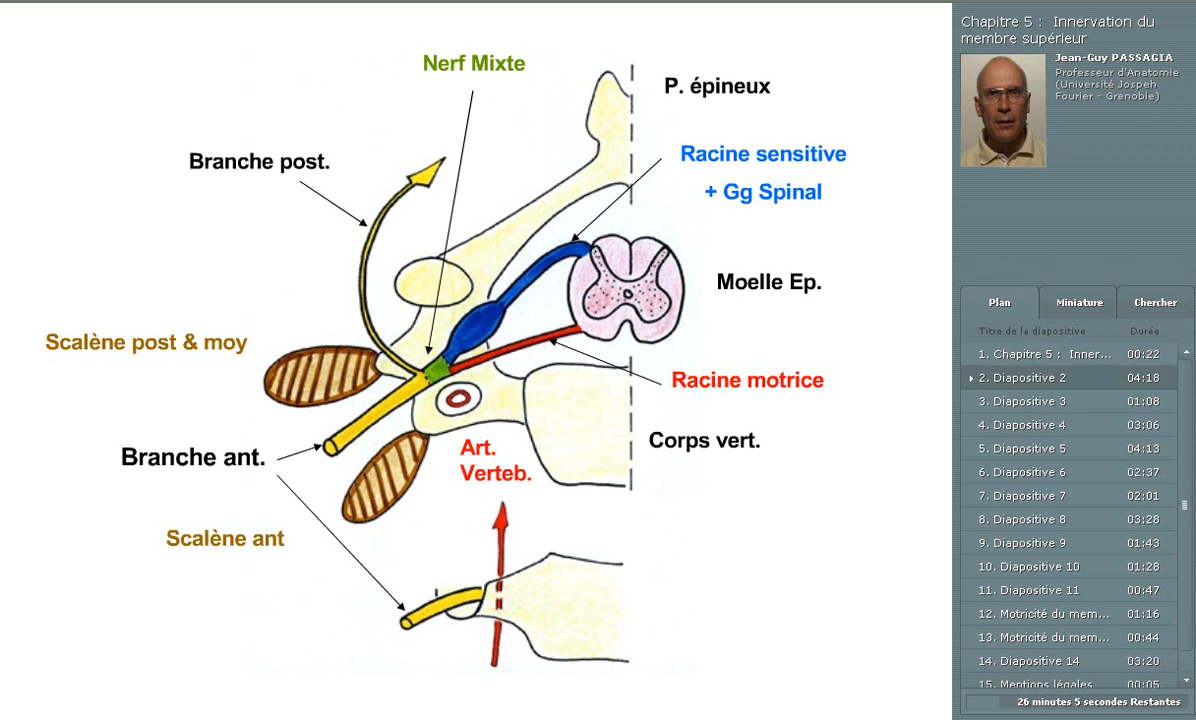 Nerf Mixte
P. épineux
Branche post.
Racine sensitive
+ Gg Spinal
Moelle Ep.
Scalène post & moy
Racine motrice
Branche ant.
Art.
Verteb.
Corps vert.
Scalène ant
Chapitre 5 : Innervation du
membre supérieur
Jean-Guy PASSAGIA
Professeur d'Anatomie
(Université Jospeh
Fourier - Grenoble)
Plan Miniature Chercher
Titre de la diapositive Durée
1. Chapitre 5 : Inner... 00:22
2. Diapositive 2 04:18
3. Diapositive 3 01:08
4. Diapositive 4 03:06
5. Diapositive 5 04:13
6. Diapositive 6 02:37
7. Diapositive 7 02:01
8. Diapositive 8 03:28
9. Diapositive 9 01:43
10. Diapositive 10 01:28
11. Diapositive 11 00:47
12. Motricité du mem... 01:16
13. Motricité du mem... 00:44
14. Diapositive 14 03:20
15. Mentions légales 00:05
26 minutes 5 secondes Restantes